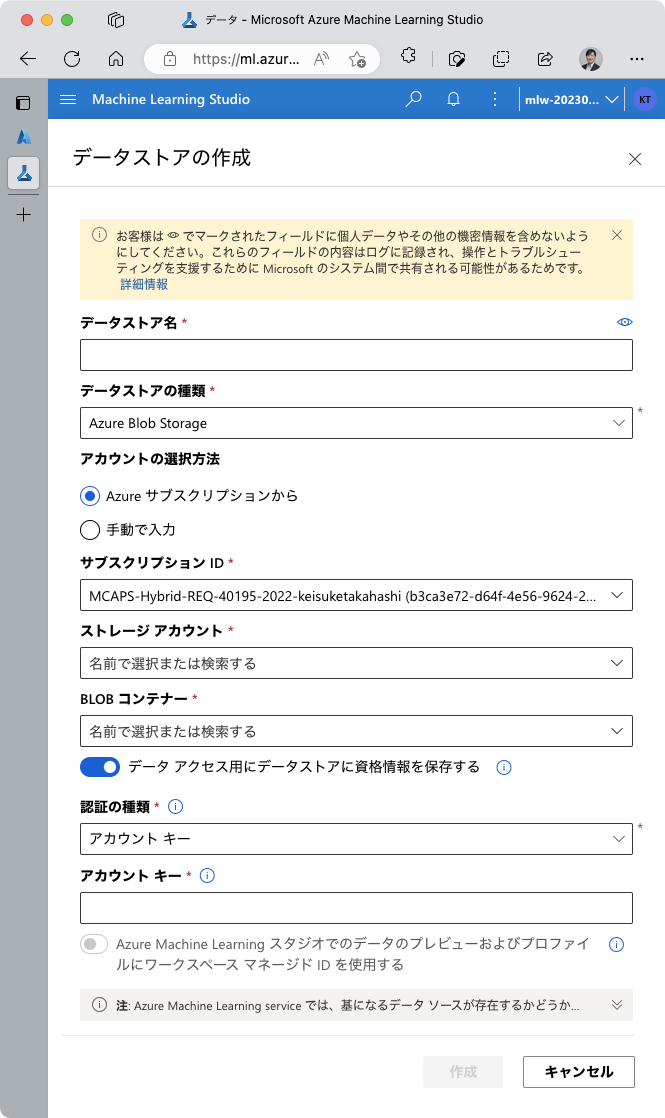 データ - Microsoft Azure Machine Learning Studio
https://ml.azur...
Machine Learning Studio
mlw-20230...
KT
データストアの作成
お客様は でマークされたフィールドに個人データやその他の機密情報を含めないよう
にしてください。これらのフィールドの内容はログに記録され、操作とトラブルシュー
ティングを支援するために Microsoft のシステム間で共有される可能性があるためです。
詳細情報
データストア名 *
データストアの種類 *
Azure Blob Storage
*
アカウントの選択方法
Azure サブスクリプションから
手動で入力
サブスクリプション ID *
MCAPS-Hybrid-REQ-40195-2022-keisuketakahashi (b3ca3e72-d64f-4e56-9624-2...
ストレージ アカウント *
名前で選択または検索する
BLOB コンテナー *
名前で選択または検索する
データ アクセス用にデータストアに資格情報を保存する
認証の種類 *
アカウント キー
*
アカウント キー *
Azure Machine Learning スタジオでのデータのプレビューおよびプロファイ
ルにワークスペース マネージド ID を使用する
注: Azure Machine Learning service では、基になるデータ ソースが存在するかどうか...
作成
キャンセル